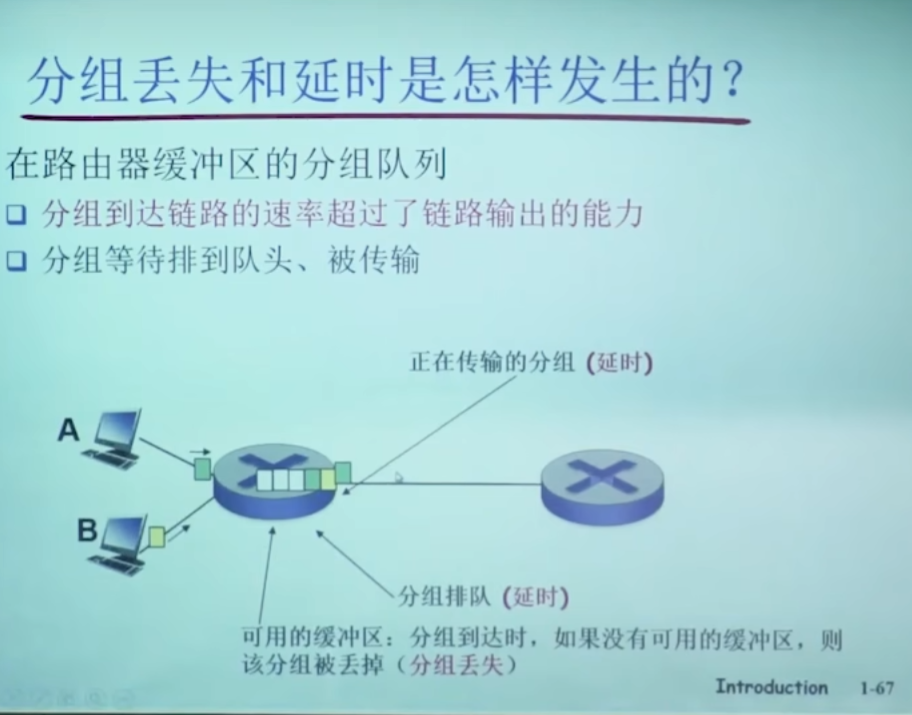 分组丢失和延时是怎样发生的？
在路由器缓冲区的分组队列
分组到达链路的速率超过了链路输出的能力
分组等待排到队头、被传输
正在传输的分组 (延时)
A
B
分组排队 (延时)
可用的缓冲区：分组到达时，如果没有可用的缓冲区，则
该分组被丢掉（分组丢失）
Introduction 1-67